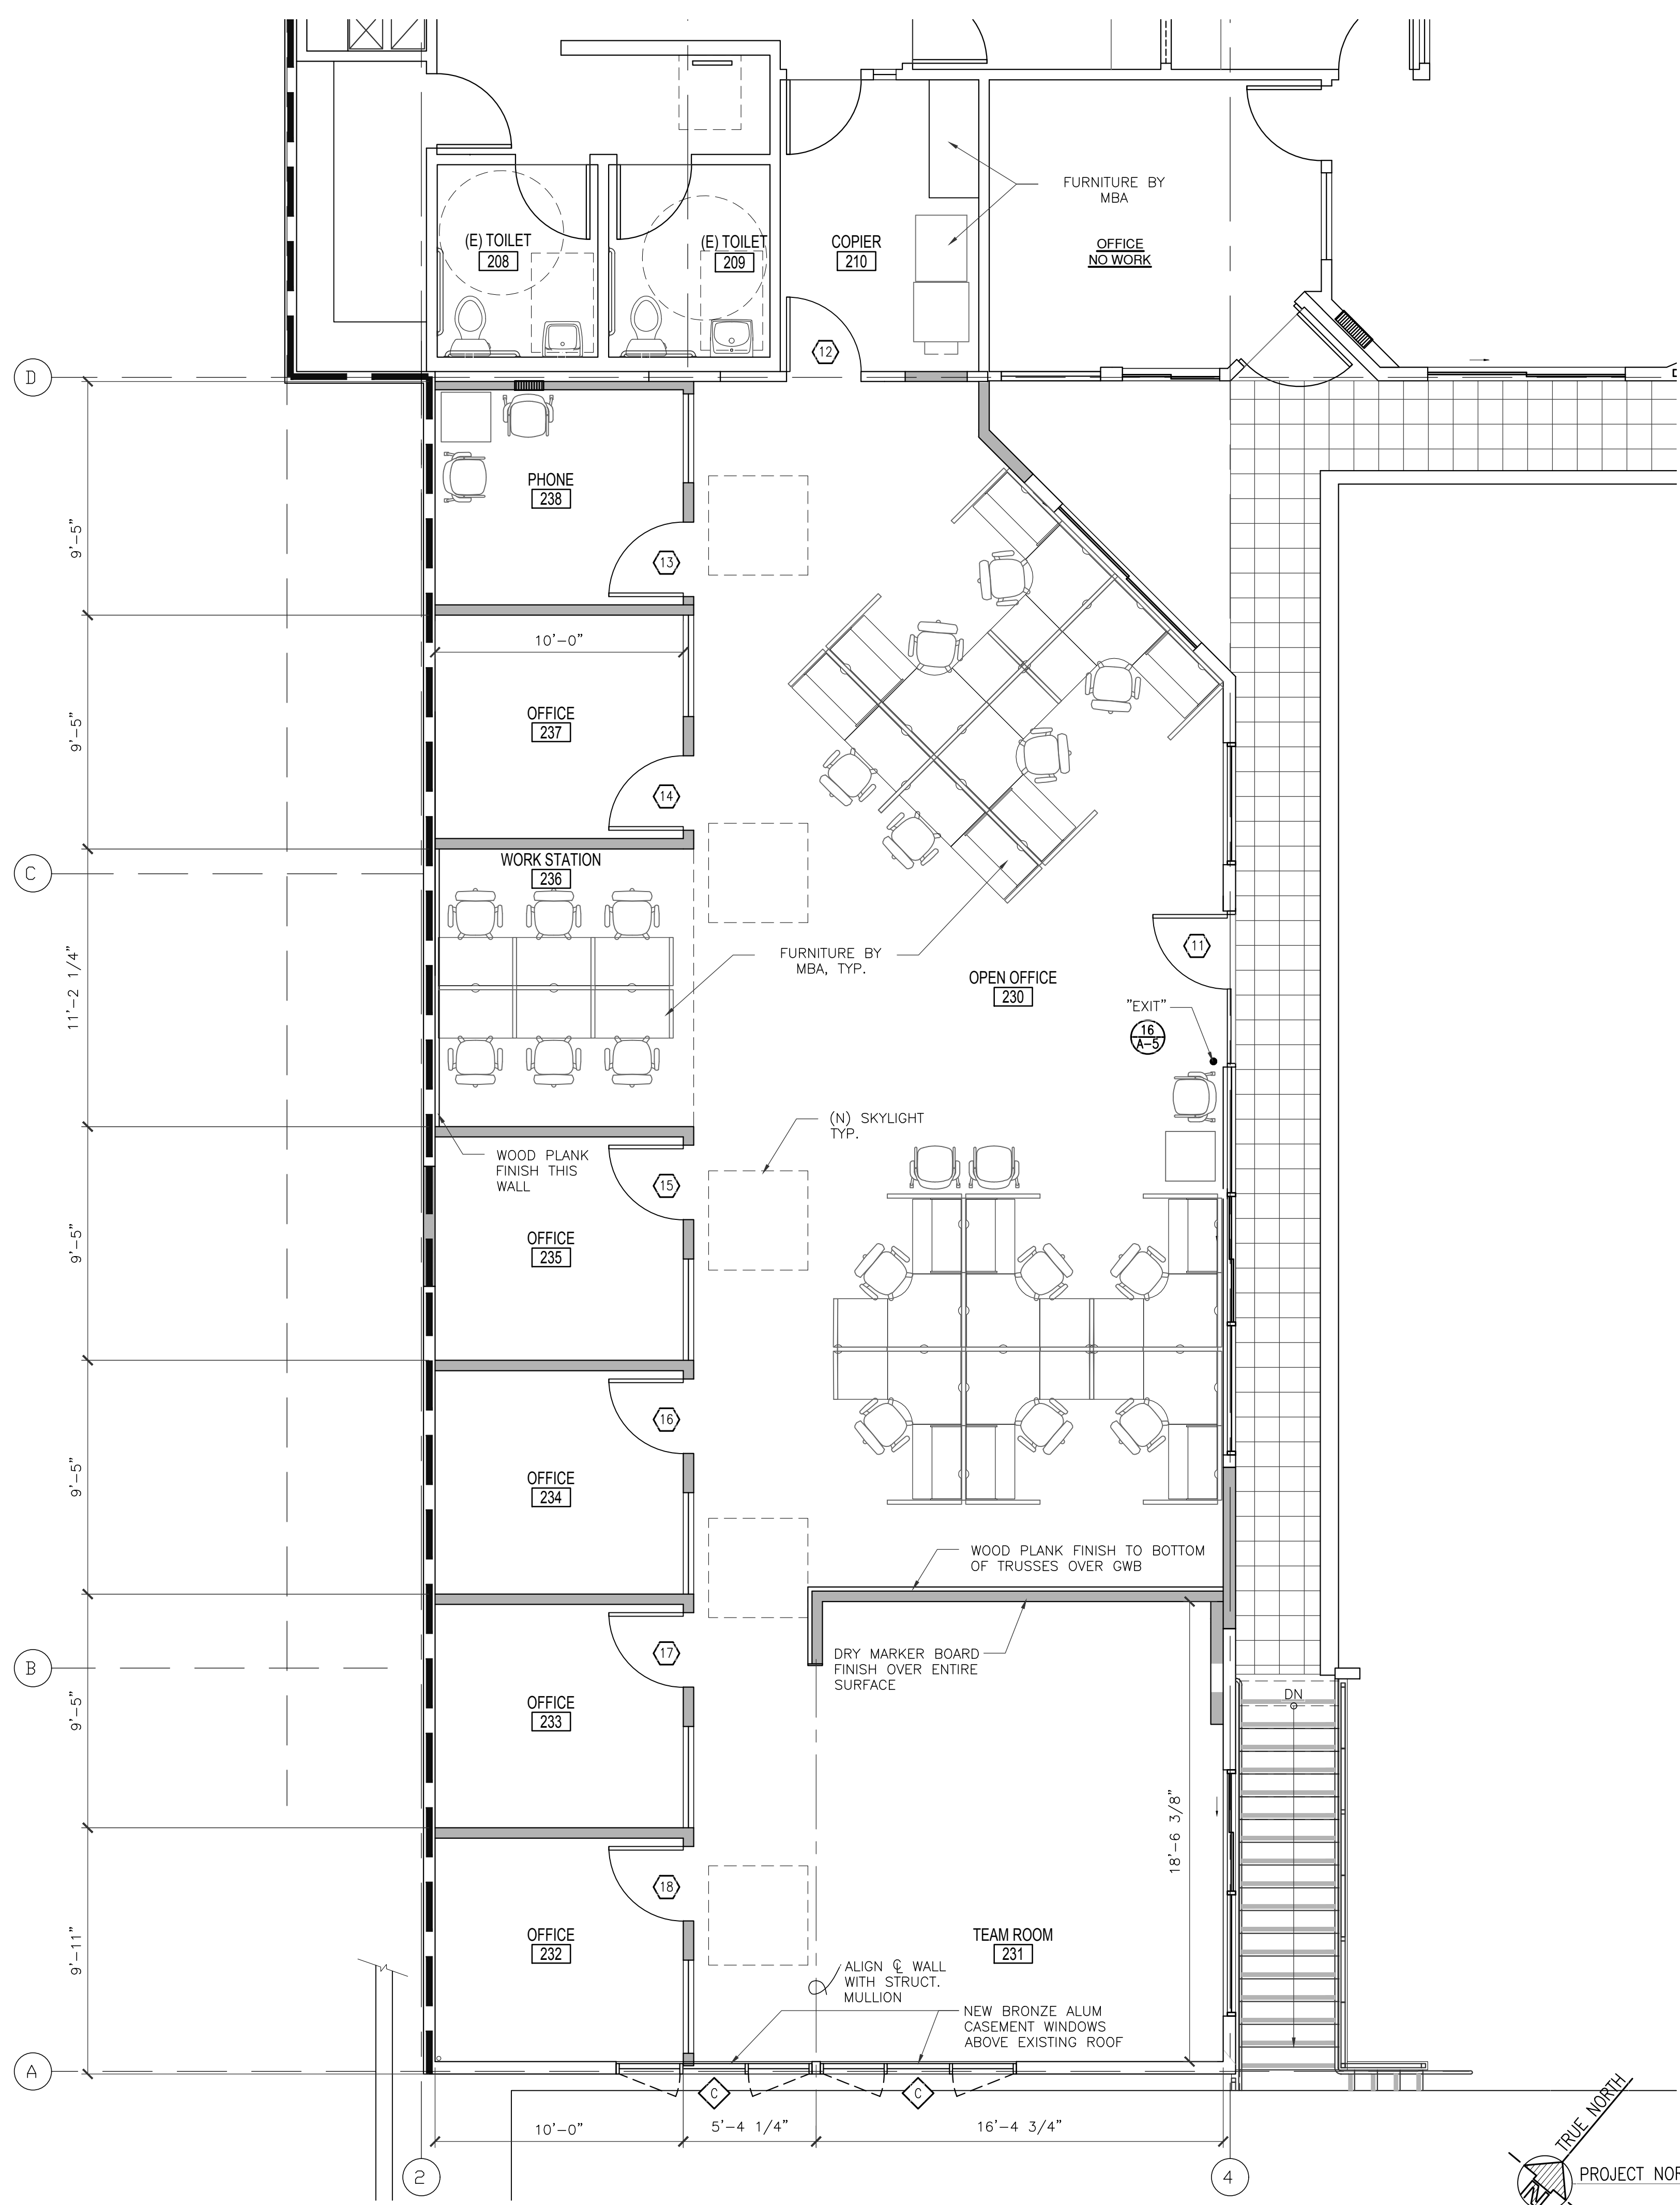 FURNITURE BY
MBA
(E) TOILET
208
(E) TOILET
209
COPIER
210
OFFICE
NO WORK
12
D
PHONE
238
9'-5"
13
10'-0"
OFFICE
237
9'-5"
14
WORK STATION
236
C
FURNITURE BY
MBA, TYP.
11
OPEN OFFICE
230
11'-2 1/4"
"EXIT"
16
A-5
(N) SKYLIGHT
TYP.
WOOD PLANK
FINISH THIS
WALL
15
OFFICE
235
9'-5"
16
OFFICE
234
9'-5"
WOOD PLANK FINISH TO BOTTOM
OF TRUSSES OVER GWB
17
DRY MARKER BOARD
FINISH OVER ENTIRE
SURFACE
B
OFFICE
233
9'-5"
DN
18'-6 3/8"
18
OFFICE
232
9'-11"
TEAM ROOM
231
ALIGN ℄ WALL
WITH STRUCT.
MULLION
NEW BRONZE ALUM
CASEMENT WINDOWS
ABOVE EXISTING ROOF
A
C
C
10'-0"
5'-4 1/4"
16'-4 3/4"
2
4
TRUE NORTH
PROJECT NOR
N